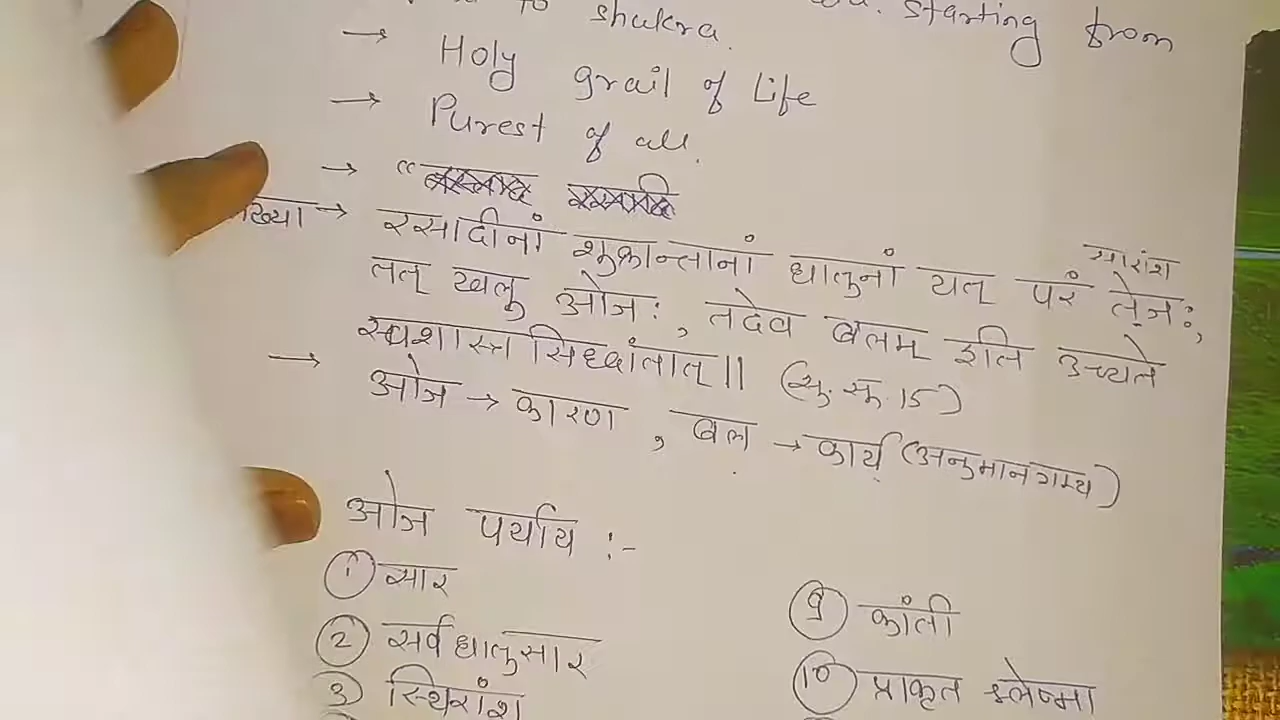 to shukra. starting from
→ Holy grail of Life
→ Purest of all.
→ "
ख्या → रसादीनां शुक्रान्तानां धातुनां यत् परं तेजः,
सारांश
तत् खलु ओजः, तदेव बलम् इति उच्यते
स्वशास्त्र सिध्दांतात्॥ (सु. सू. 15)
→ ओज → कारण, बल → कार्य (अनुमानगम्य)
ओज पर्याय :-
① सार
② सर्वधातुसार
③ स्थिरांश
⑨ कांती
⑩ प्राकृत श्लेष्मा